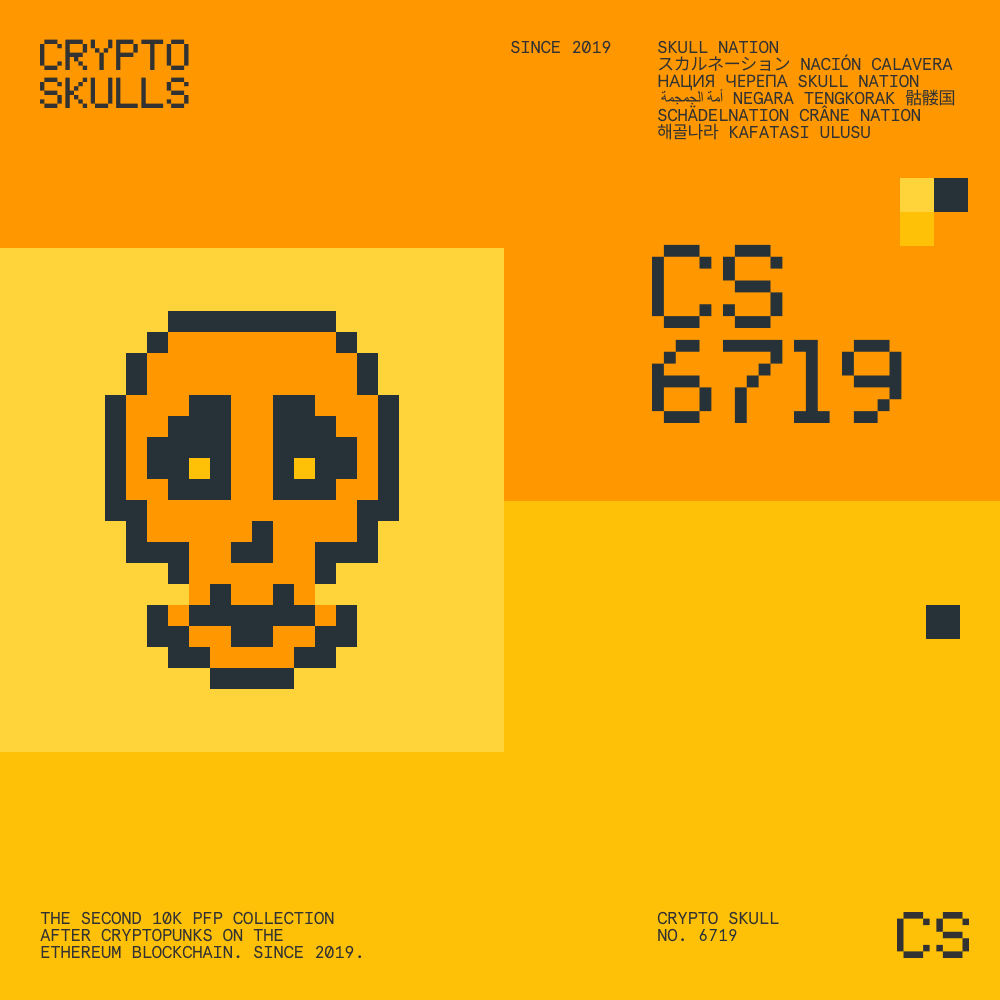 CRYPTO
SKULLS
SINCE 2019
SKULL NATION
スカルネーション NACIÓN CALAVERA
НАЦИЯ ЧЕРЕПА SKULL NATION
أمة الجمجمة NEGARA TENGKORAK 骷髅国
SCHÄDELNATION CRÂNE NATION
해골나라 KAFATASI ULUSU
CS
6719
THE SECOND 10K PFP COLLECTION
AFTER CRYPTOPUNKS ON THE
ETHEREUM BLOCKCHAIN. SINCE 2019.
CRYPTO SKULL
NO. 6719
CS